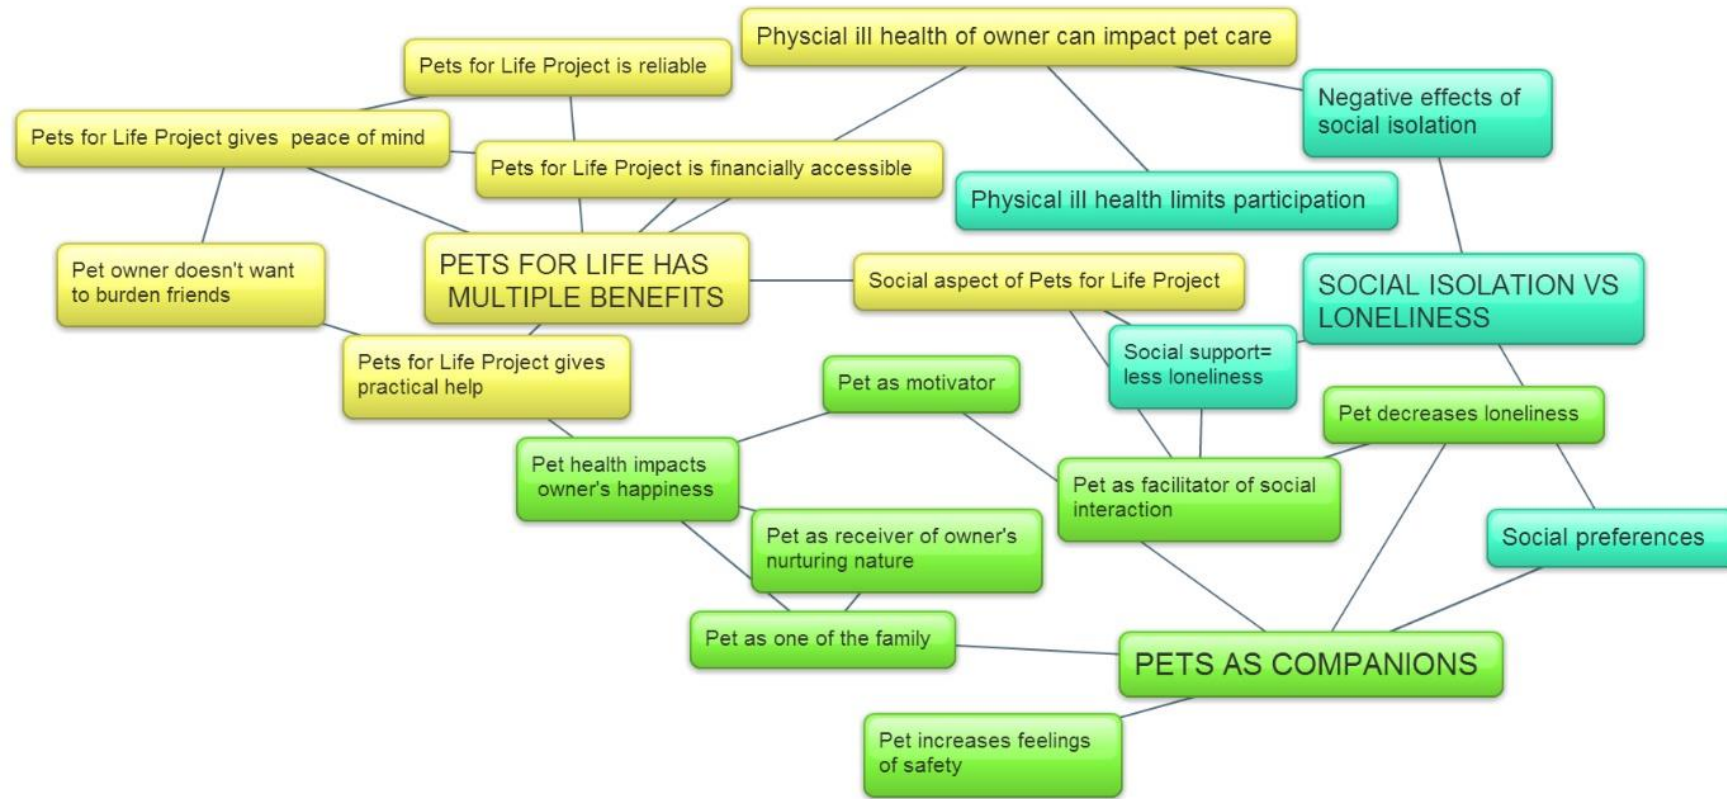 Physcial ill health of owner can impact pet care
Pets for Life Project is reliable
Negative effects of
social isolation
Pets for Life Project gives  peace of mind
Pets for Life Project is financially accessible
Physical ill health limits participation
Pet owner doesn't want
to burden friends
PETS FOR LIFE HAS
MULTIPLE BENEFITS
Social aspect of Pets for Life Project
SOCIAL ISOLATION VS
LONELINESS
Pets for Life Project gives
practical help
Social support=
less loneliness
Pet as motivator
Pet decreases loneliness
Pet health impacts
owner's happiness
Pet as facilitator of social
interaction
Pet as receiver of owner's
nurturing nature
Social preferences
Pet as one of the family
PETS AS COMPANIONS
Pet increases feelings
of safety